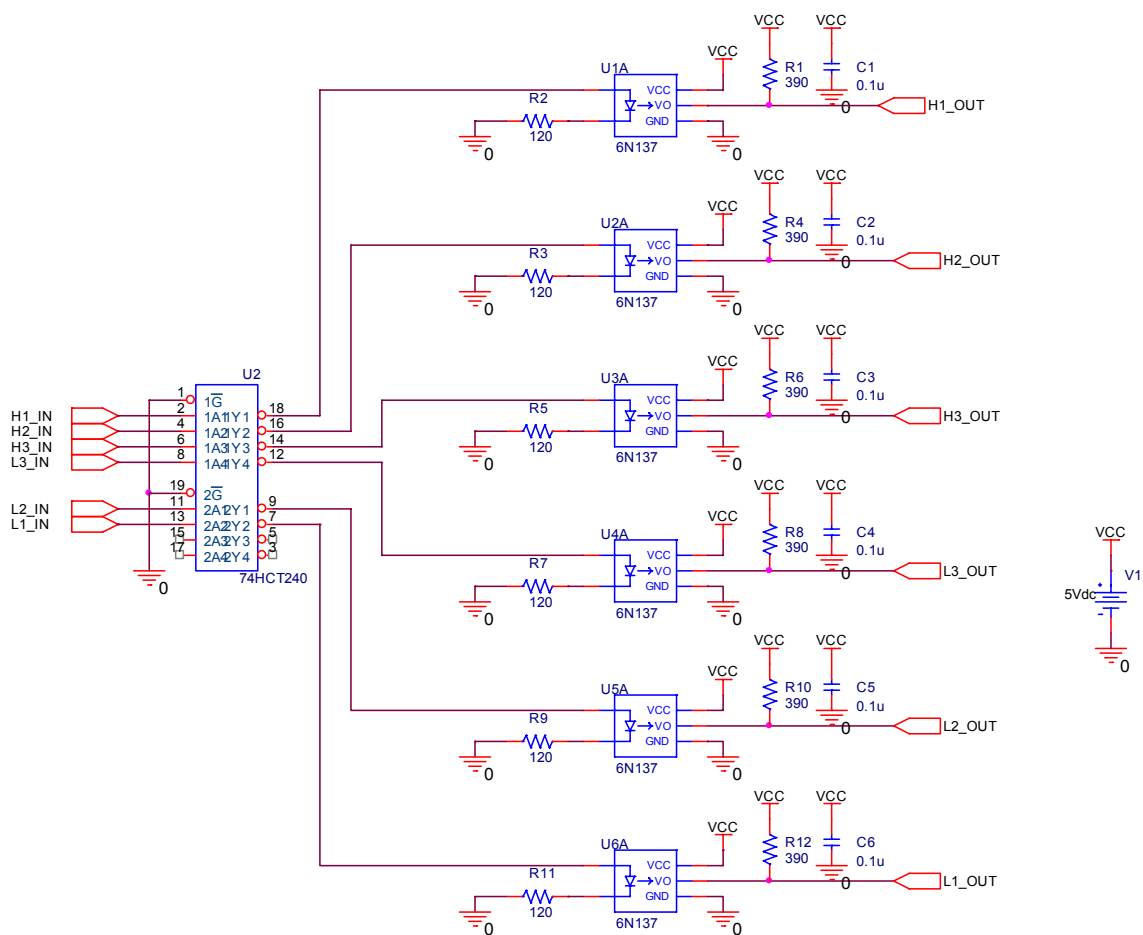 VCC
VCC
VCC
U1A
R1
390
C1
0.1u
R2
120
VCC
VO
GND
6N137
0
0
0
H1_OUT
VCC
VCC
VCC
U2A
R4
390
C2
0.1u
R3
120
VCC
VO
GND
6N137
0
0
0
H2_OUT
VCC
VCC
VCC
U3A
R6
390
C3
0.1u
R5
120
VCC
VO
GND
6N137
0
0
0
H3_OUT
U2
H1_IN
H2_IN
H3_IN
L3_IN
L2_IN
L1_IN
1 1G
2 1A1 1Y1 18
4 1A2 1Y2 16
6 1A3 1Y3 14
8 1A4 1Y4 12
19 2G
11 2A1 2Y1 9
13 2A2 2Y2 7
15 2A3 2Y3 5
17 2A4 2Y4 3
74HCT240
0
VCC
VCC
VCC
U4A
R8
390
C4
0.1u
R7
120
VCC
VO
GND
6N137
0
0
0
L3_OUT
VCC
V1
5Vdc
+
-
0
VCC
VCC
VCC
U5A
R10
390
C5
0.1u
R9
120
VCC
VO
GND
6N137
0
0
0
L2_OUT
VCC
VCC
VCC
U6A
R12
390
C6
0.1u
R11
120
VCC
VO
GND
6N137
0
0
0
L1_OUT